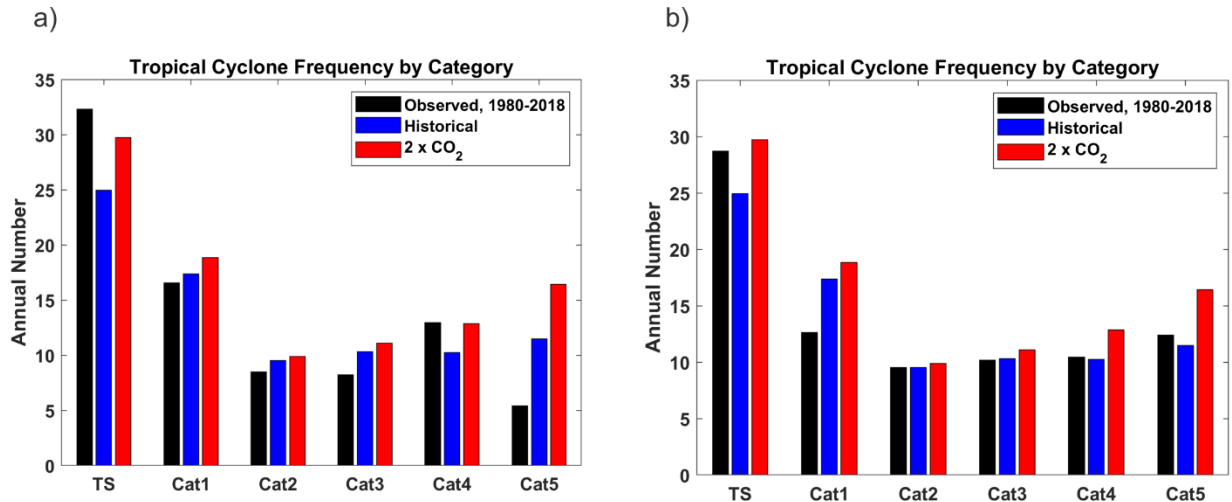 a)
Tropical Cyclone Frequency by Category
35
30
25
20
15
10
5
0
Annual Number
Observed, 1980-2018
Historical
2 x CO₂
TS Cat1 Cat2 Cat3 Cat4 Cat5
b)
Tropical Cyclone Frequency by Category
35
30
25
20
15
10
5
0
Annual Number
Observed, 1980-2018
Historical
2 x CO₂
TS Cat1 Cat2 Cat3 Cat4 Cat5